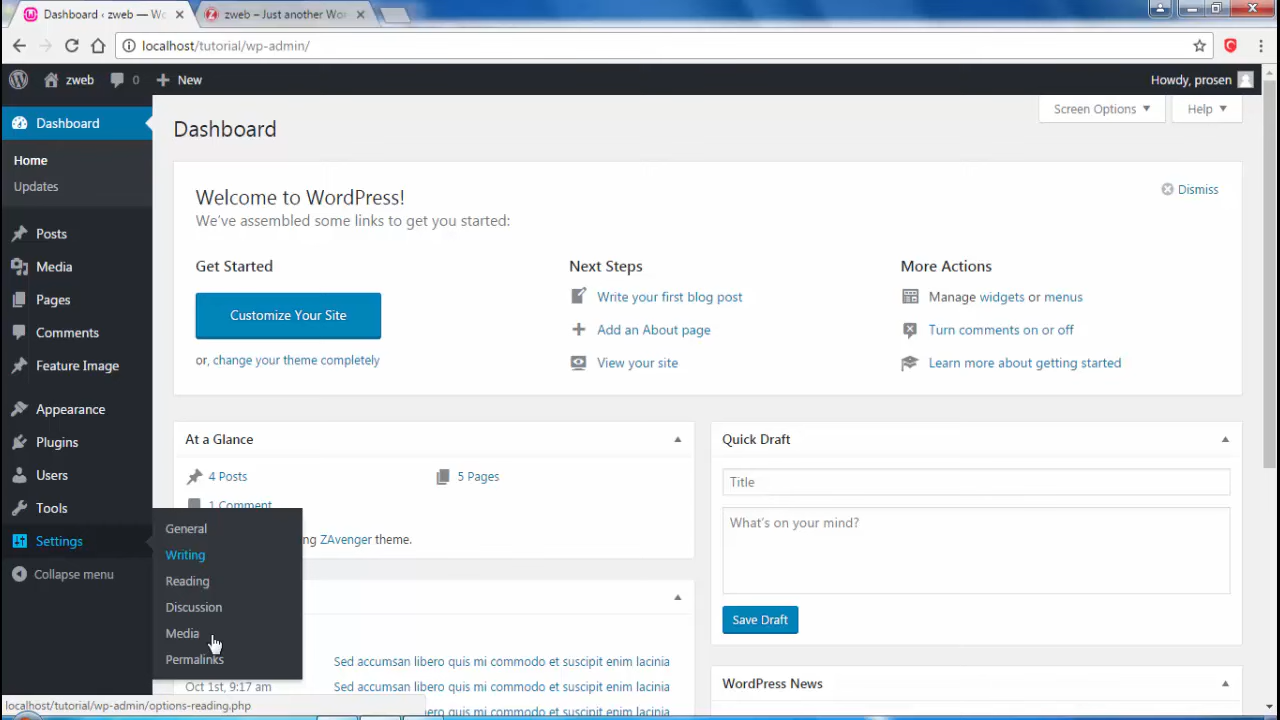 Dashboard ‹ zweb — Wo
zweb – Just another Wo
localhost/tutorial/wp-admin/
zweb
0
New
Howdy, prosen
Dashboard
Home
Updates
Posts
Media
Pages
Comments
Feature Image
Appearance
Plugins
Users
Tools
Settings
Collapse menu
General
Writing
Reading
Discussion
Media
Permalinks
Dashboard
Screen Options
Help
Welcome to WordPress!
We've assembled some links to get you started:
Dismiss
Get Started
Customize Your Site
or, change your theme completely
Next Steps
Write your first blog post
Add an About page
View your site
More Actions
Manage widgets or menus
Turn comments on or off
Learn more about getting started
At a Glance
4 Posts
5 Pages
1 Comment
ng ZAvenger theme.
Sed accumsan libero quis mi commodo et suscipit enim lacinia
Oct 1st, 9:17 am
Sed accumsan libero quis mi commodo et suscipit enim lacinia
Sed accumsan libero quis mi commodo et suscipit enim lacinia
Quick Draft
Title
What's on your mind?
Save Draft
WordPress News
localhost/tutorial/wp-admin/options-reading.php